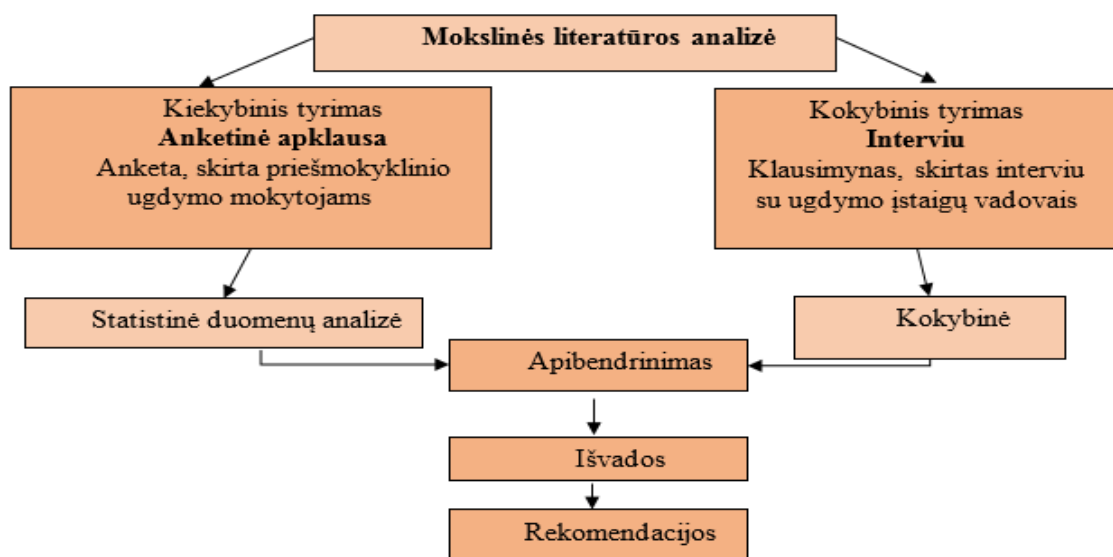 Mokslinės literatūros analizė
Kiekybinis tyrimas
Anketinė apklausa
Anketa, skirta priešmokyklinio
ugdymo mokytojams
Kokybinis tyrimas
Interviu
Klausimynas, skirtas interviu
su ugdymo įstaigų vadovais
Statistinė duomenų analizė
Kokybinė
Apibendrinimas
Išvados
Rekomendacijos